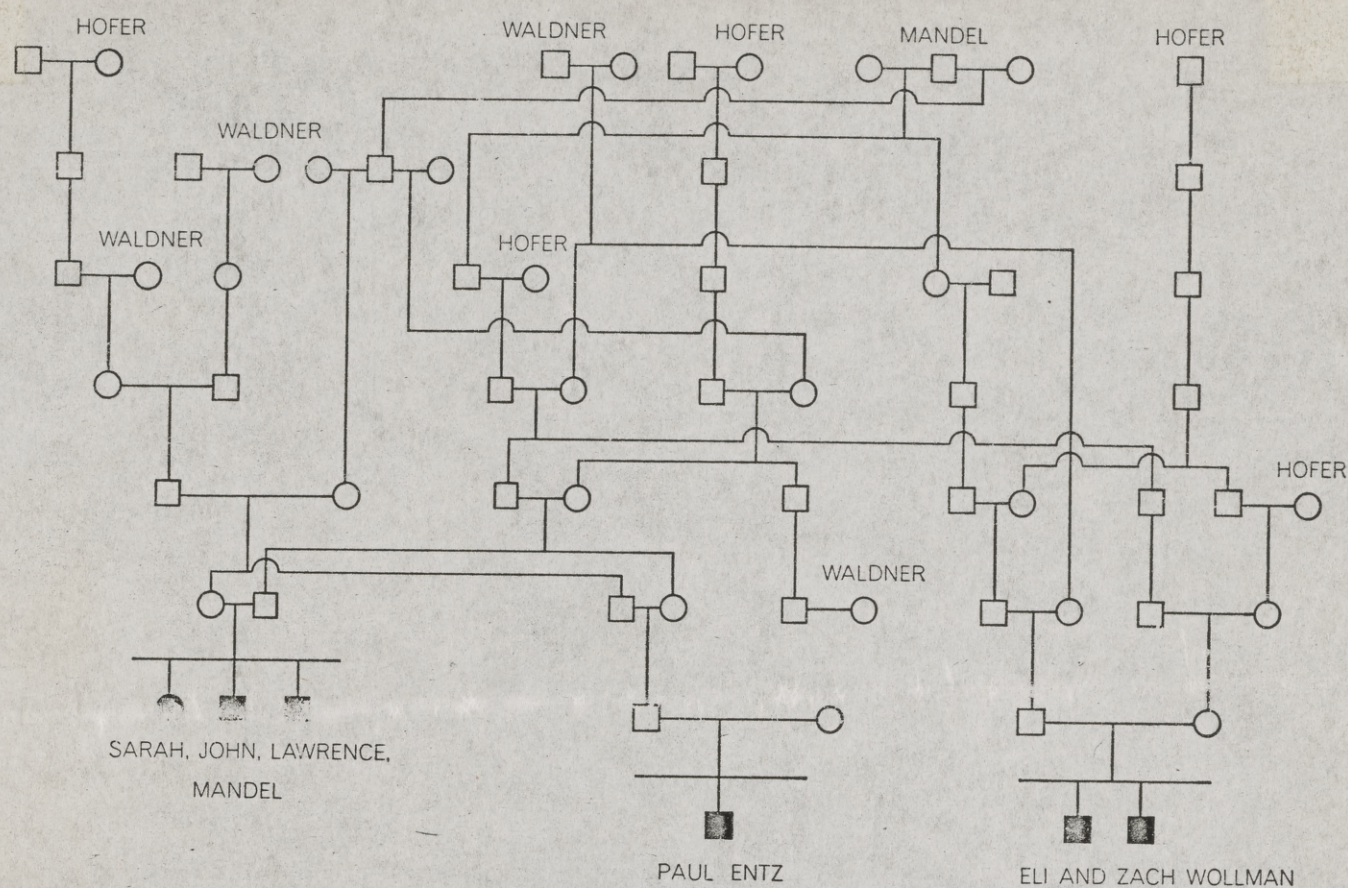 HOFER
WALDNER
HOFER
MANDEL
HOFER
WALDNER
WALDNER
HOFER
HOFER
WALDNER
SARAH, JOHN, LAWRENCE,
MANDEL
PAUL ENTZ
ELI AND ZACH WOLLMAN